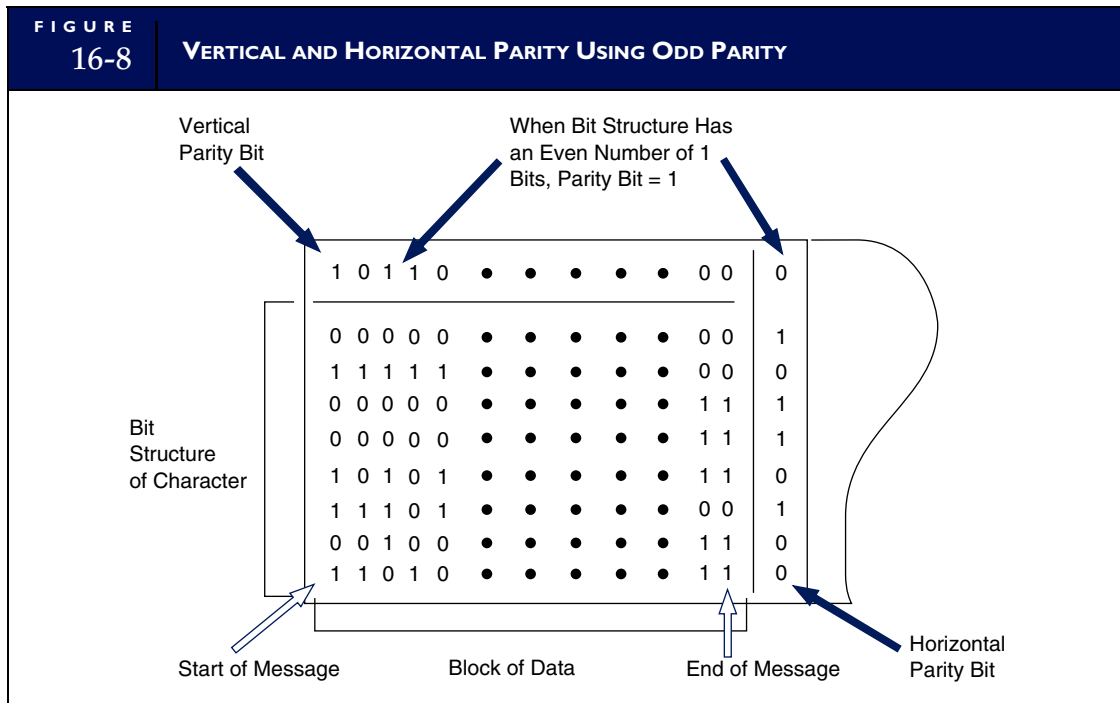 FIGURE
16-8
VERTICAL AND HORIZONTAL PARITY USING ODD PARITY
Vertical
Parity Bit
When Bit Structure Has
an Even Number of 1
Bits, Parity Bit = 1
1 0 1 1 0 • • • • • 0 0 0
0 0 0 0 0 • • • • • 0 0 1
1 1 1 1 1 • • • • • 0 0 0
0 0 0 0 0 • • • • • 1 1 1
0 0 0 0 0 • • • • • 1 1 1
1 0 1 0 1 • • • • • 1 1 0
1 1 1 0 1 • • • • • 0 0 1
0 0 1 0 0 • • • • • 1 1 0
1 1 0 1 0 • • • • • 1 1 0
Bit
Structure
of Character
Start of Message
Block of Data
End of Message
Horizontal
Parity Bit